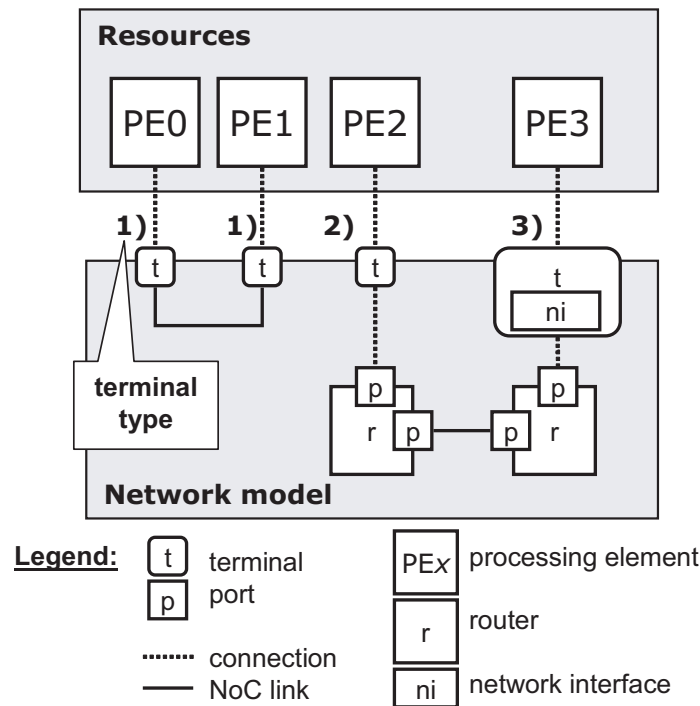 Resources
PE0 PE1 PE2 PE3
1) 1) 2) 3)
t t t t
ni
terminal
type
p p
r p p r
Network model
Legend:
t terminal
p port
connection
NoC link
PEx processing element
r router
ni network interface